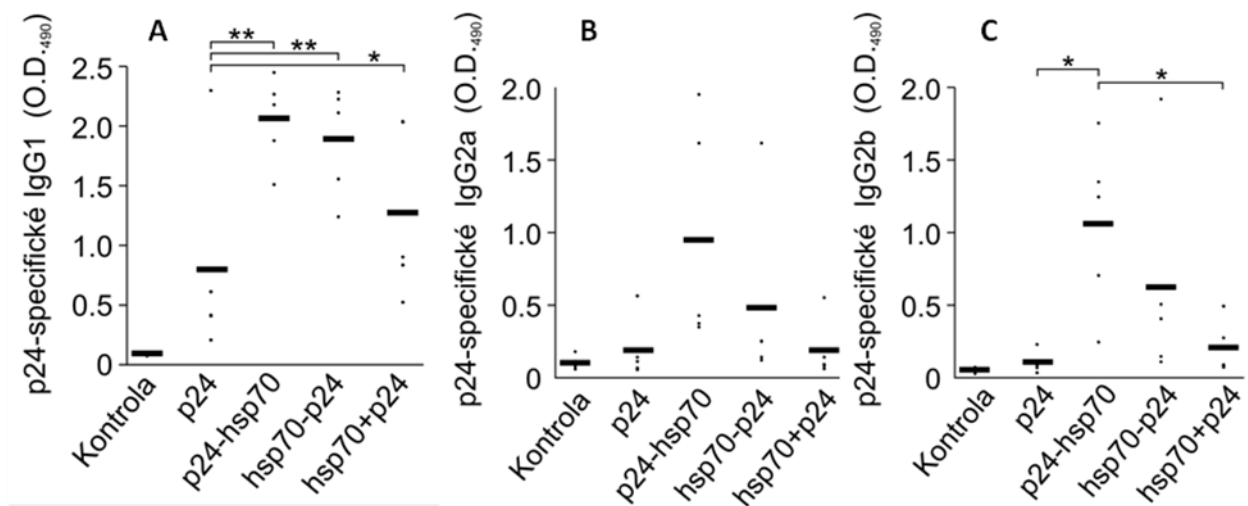 A
p24-specifické IgG1 (O.D.490)
**
**
*
2.5
2.0
1.5
1.0
0.5
0
Kontrola
p24
p24-hsp70
hsp70-p24
hsp70+p24
B
p24-specifické IgG2a (O.D.490)
2.0
1.5
1.0
0.5
0
Kontrola
p24
p24-hsp70
hsp70-p24
hsp70+p24
C
p24-specifické IgG2b (O.D.490)
*
*
2.0
1.5
1.0
0.5
0
Kontrola
p24
p24-hsp70
hsp70-p24
hsp70+p24